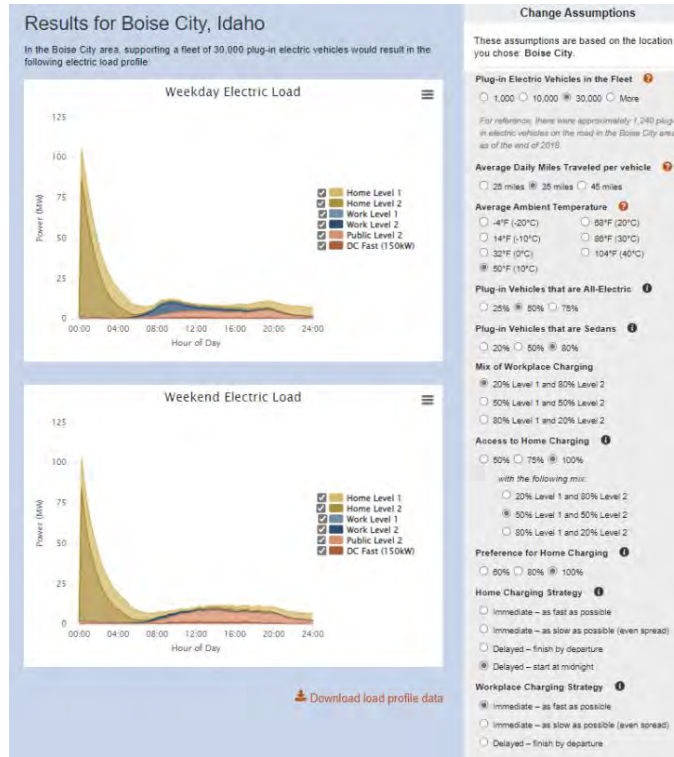 Results for Boise City, Idaho
In the Boise City area, supporting a fleet of 30,000 plug-in electric vehicles would result in the
following electric load profile:
Weekday Electric Load
125
100
75
50
25
0
Power (MW)
00:00 04:00 08:00 12:00 16:00 20:00 24:00
Hour of Day
Home Level 1
Home Level 2
Work Level 1
Work Level 2
Public Level 2
DC Fast (150kW)
Weekend Electric Load
125
100
75
50
25
0
Power (MW)
00:00 04:00 08:00 12:00 16:00 20:00 24:00
Hour of Day
Home Level 1
Home Level 2
Work Level 1
Work Level 2
Public Level 2
DC Fast (150kW)
Download load profile data
Change Assumptions
These assumptions are based on the location
you chose: Boise City.
Plug-in Electric Vehicles in the Fleet ?
1,000 10,000 30,000 More
For reference, there were approximately 1,240 plug-
in electric vehicles on the road in the Boise City area
as of the end of 2018.
Average Daily Miles Traveled per vehicle ?
25 miles 35 miles 45 miles
Average Ambient Temperature ?
-4°F (-20°C) 68°F (20°C)
14°F (-10°C) 86°F (30°C)
32°F (0°C) 104°F (40°C)
50°F (10°C)
Plug-in Vehicles that are All-Electric
25% 50% 75%
Plug-in Vehicles that are Sedans
20% 50% 80%
Mix of Workplace Charging
20% Level 1 and 80% Level 2
50% Level 1 and 50% Level 2
80% Level 1 and 20% Level 2
Access to Home Charging
50% 75% 100%
with the following mix:
20% Level 1 and 80% Level 2
50% Level 1 and 50% Level 2
80% Level 1 and 20% Level 2
Preference for Home Charging
60% 80% 100%
Home Charging Strategy
Immediate – as fast as possible
Immediate – as slow as possible (even spread)
Delayed – finish by departure
Delayed – start at midnight
Workplace Charging Strategy
Immediate – as fast as possible
Immediate – as slow as possible (even spread)
Delayed – finish by departure